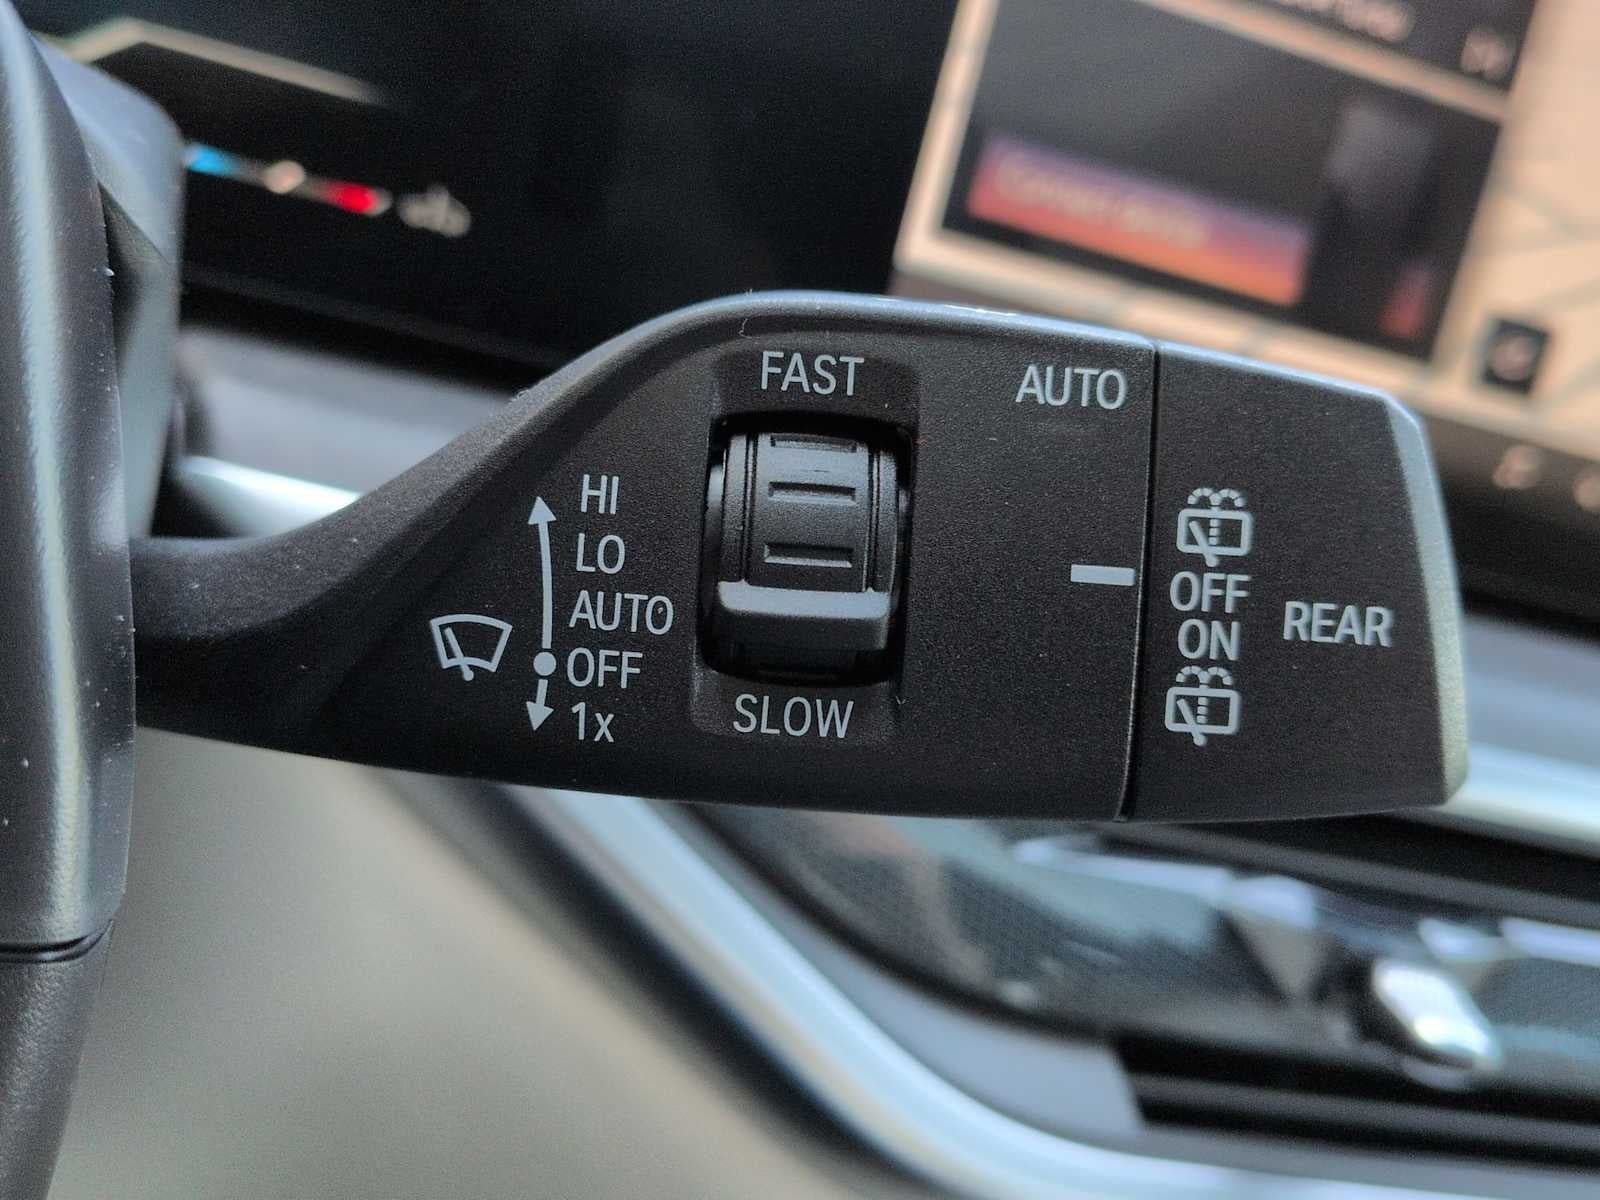 FAST
AUTO
HI
LO
AUTO
OFF
1x
SLOW
OFF
ON
REAR